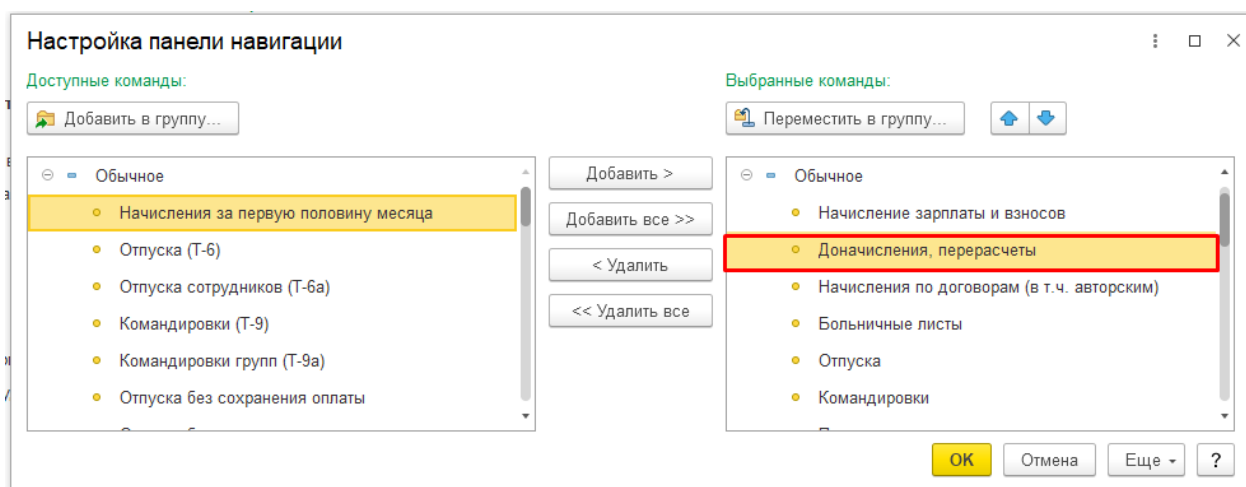 Настройка панели навигации
Доступные команды:
Выбранные команды:
Добавить в группу...
Переместить в группу...
Обычное
Начисления за первую половину месяца
Отпуска (Т-6)
Отпуска сотрудников (Т-6а)
Командировки (Т-9)
Командировки групп (Т-9а)
Отпуска без сохранения оплаты
Добавить >
Добавить все >>
< Удалить
<< Удалить все
Обычное
Начисление зарплаты и взносов
Доначисления, перерасчеты
Начисления по договорам (в т.ч. авторским)
Больничные листы
Отпуска
Командировки
ОК
Отмена
Еще
?